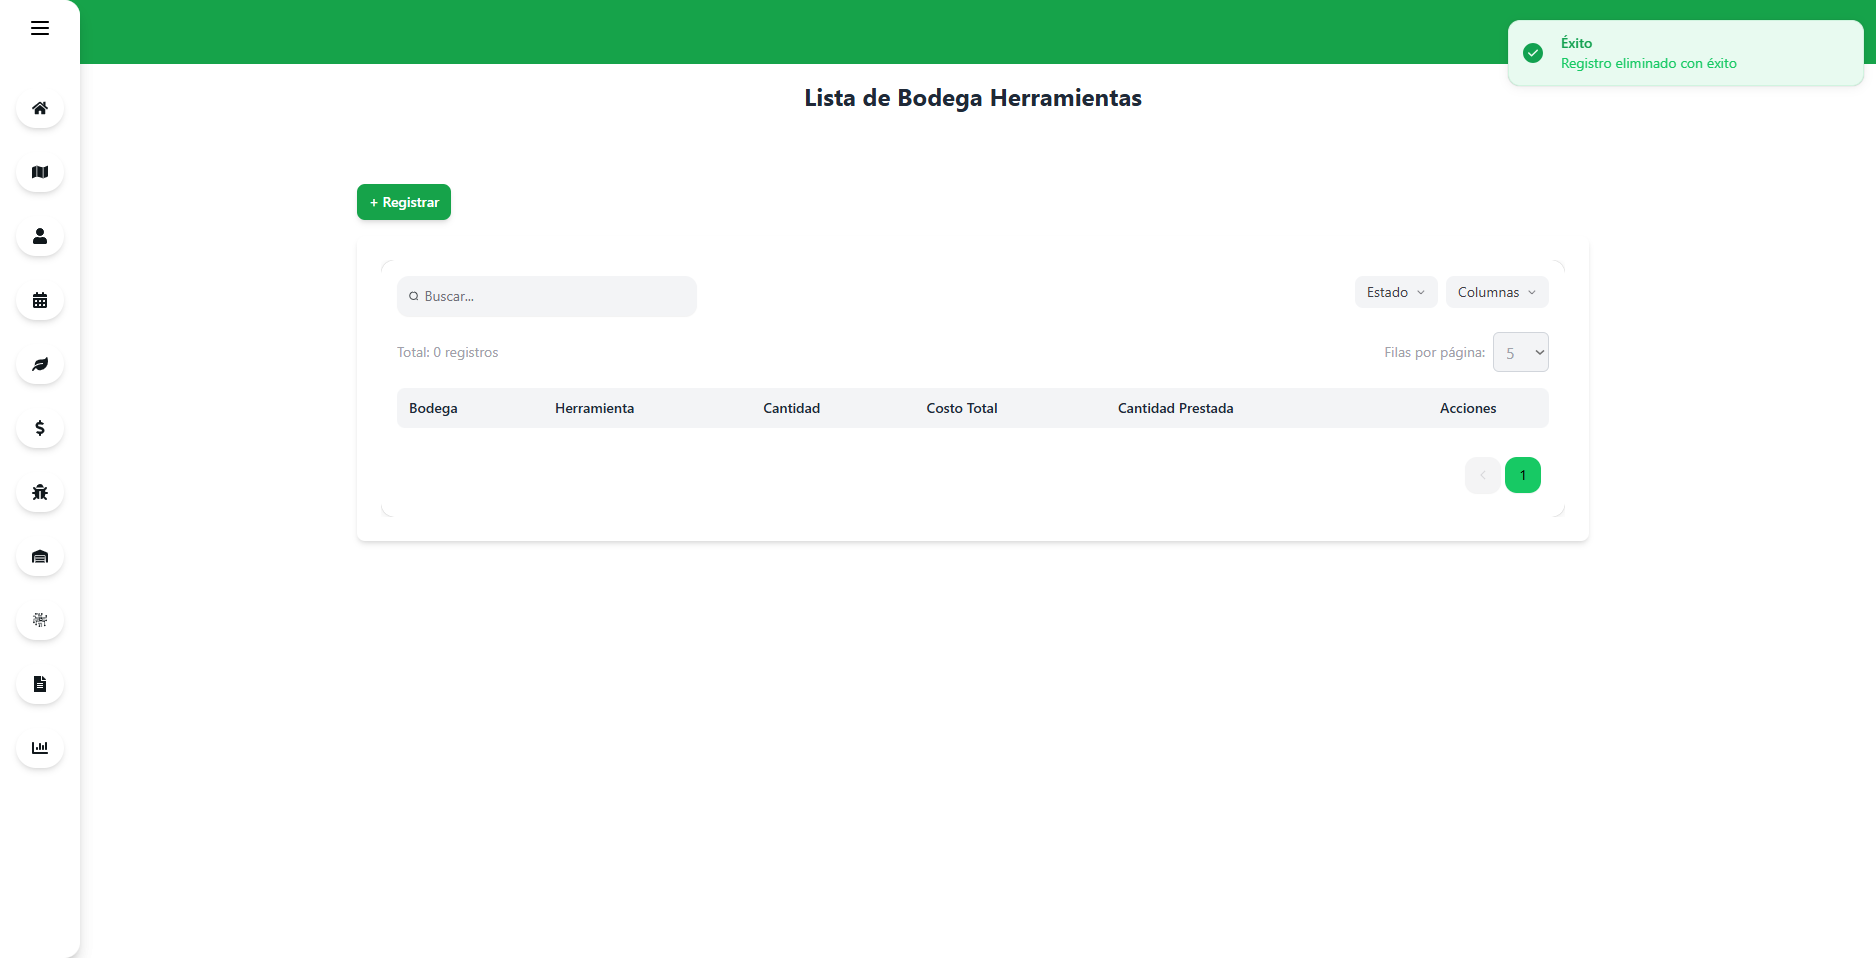 Éxito
Registro eliminado con éxito
Lista de Bodega Herramientas
+ Registrar
Buscar...
Estado
Columnas
Total: 0 registros
Filas por página: 5
Bodega Herramienta Cantidad Costo Total Cantidad Prestada Acciones
1